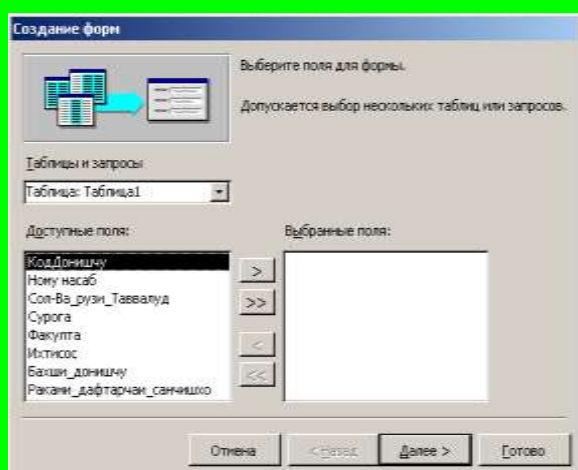 Создание форм
Выберите поля для формы.
Допускается выбор нескольких таблиц или запросов.
Таблицы и запросы
Таблица: Таблица1
Доступные поля:
Выбранные поля:
КодДонишчу
Ному насаб
Сол-Ва_рузи_Таввалуд
Суроға
Факулта
Ихтисос
Бахши_донишчу
Раками_дафтарчаи_санчишхо
>
>>
<
<<
Отмена
< Назад
Далее >
Готово